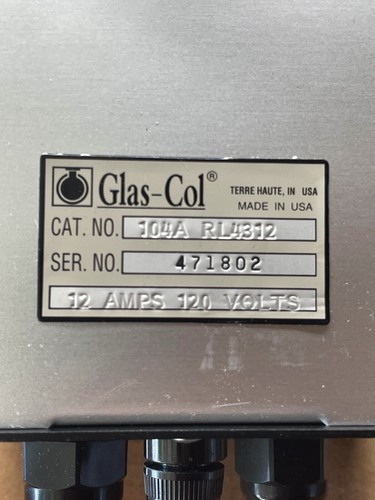 Glas-Col® TERRE HAUTE, IN USA
MADE IN USA
CAT. NO. 104A RL4312
SER. NO. 471802
12 AMPS 120 VOLTS